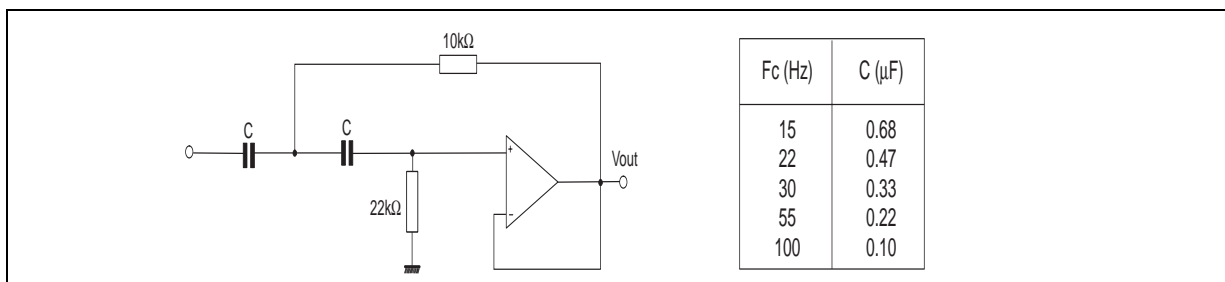 10kΩ
C
C
+
Vout
22kΩ
−
Fc (Hz) C (μF)
15 0.68
22 0.47
30 0.33
55 0.22
100 0.10